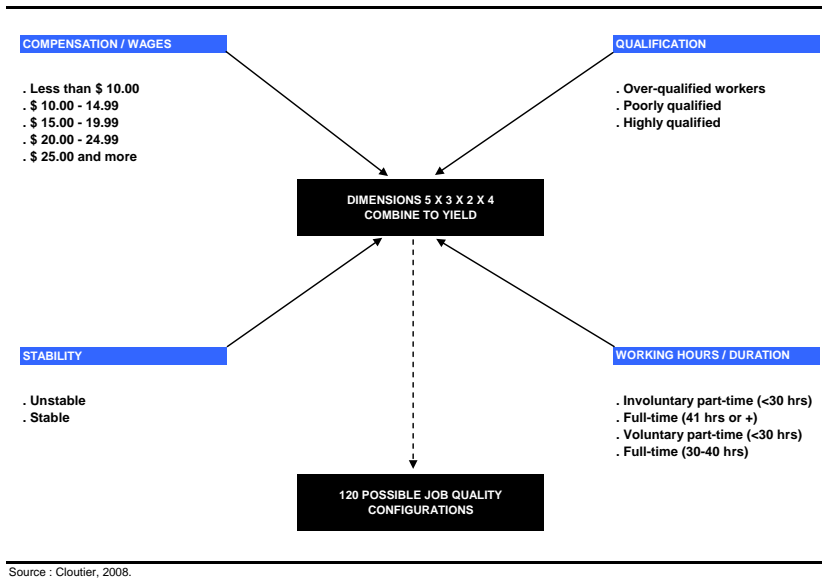 COMPENSATION / WAGES
. Less than $ 10.00
. $ 10.00 - 14.99
. $ 15.00 - 19.99
. $ 20.00 - 24.99
. $ 25.00 and more
QUALIFICATION
. Over-qualified workers
. Poorly qualified
. Highly qualified
DIMENSIONS 5 X 3 X 2 X 4
COMBINE TO YIELD
STABILITY
. Unstable
. Stable
WORKING HOURS / DURATION
. Involuntary part-time (<30 hrs)
. Full-time (41 hrs or +)
. Voluntary part-time (<30 hrs)
. Full-time (30-40 hrs)
120 POSSIBLE JOB QUALITY
CONFIGURATIONS
Source : Cloutier, 2008.